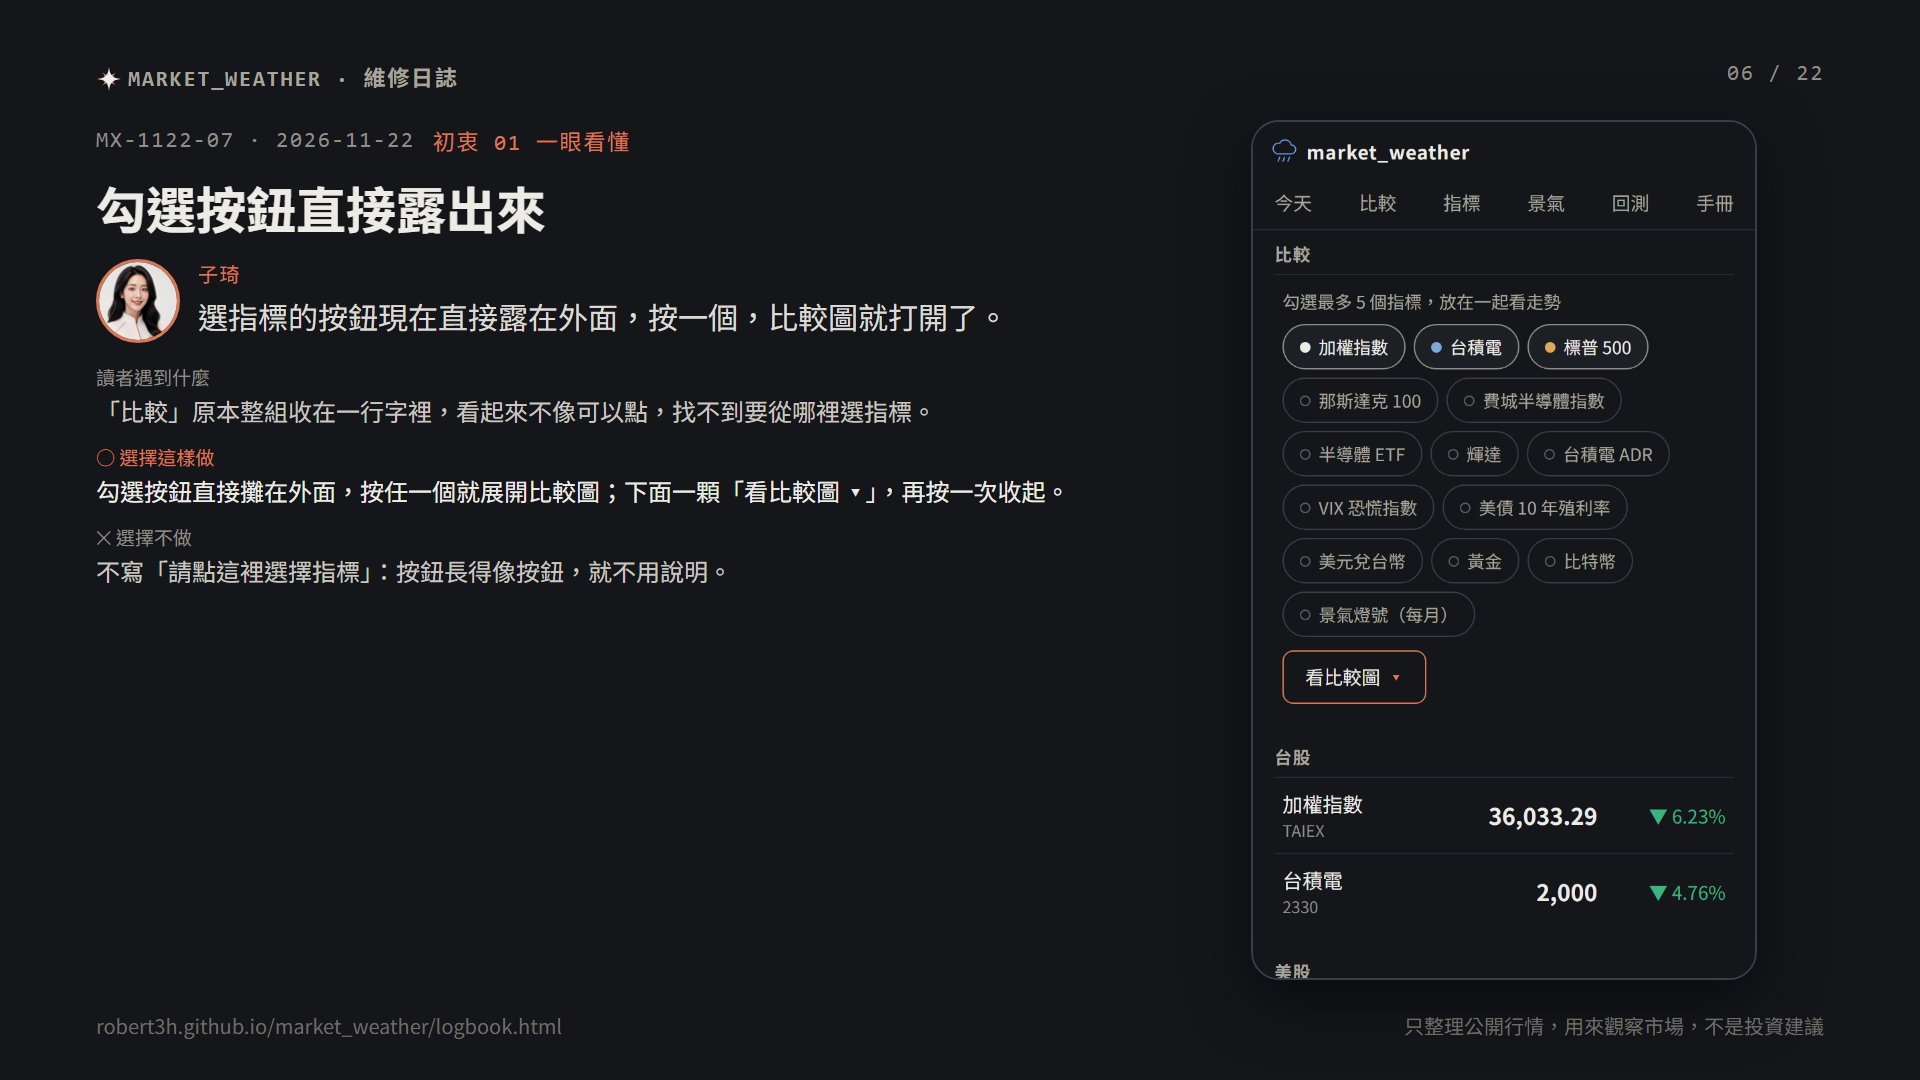 MARKET_WEATHER · 維修日誌
06 / 22
MX-1122-07 · 2026-11-22 初衷 01 一眼看懂
勾選按鈕直接露出來
子琦
選指標的按鈕現在直接露在外面，按一個，比較圖就打開了。
讀者遇到什麼
「比較」原本整組收在一行字裡，看起來不像可以點，找不到要從哪裡選指標。
○ 選擇這樣做
勾選按鈕直接攤在外面，按任一個就展開比較圖；下面一顆「看比較圖 ▾」，再按一次收起。
╳ 選擇不做
不寫「請點這裡選擇指標」：按鈕長得像按鈕，就不用說明。
market_weather
今天 比較 指標 景氣 回測 手冊
比較
勾選最多 5 個指標，放在一起看走勢
加權指數 台積電 標普 500
那斯達克 100 費城半導體指數
半導體 ETF 輝達 台積電 ADR
VIX 恐慌指數 美債 10 年殖利率
美元兌台幣 黃金 比特幣
景氣燈號（每月）
看比較圖 ▾
台股
加權指數 36,033.29 ▼ 6.23%
TAIEX
台積電 2,000 ▼ 4.76%
2330
美股
robert3h.github.io/market_weather/logbook.html
只整理公開行情，用來觀察市場，不是投資建議